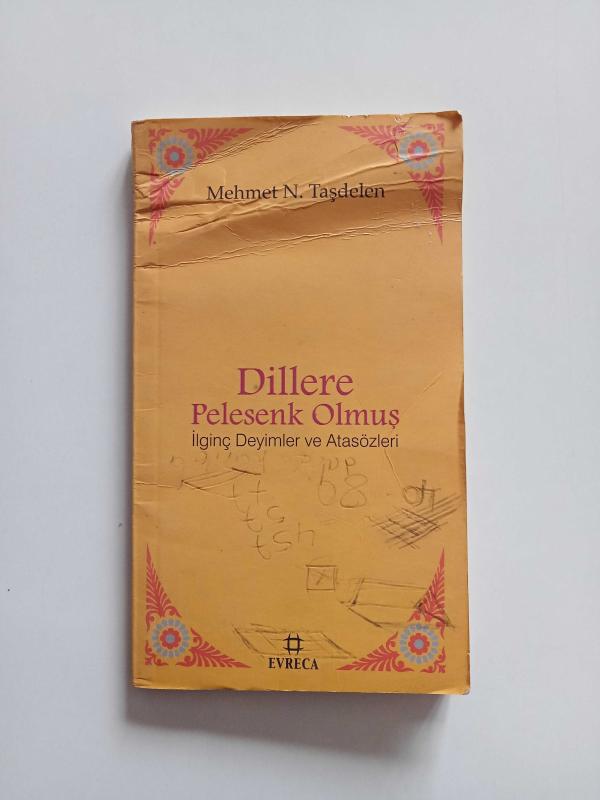 Mehmet N. Taşdelen
Dillere
Pelesenk Olmuş
İlginç Deyimler ve Atasözleri
EVRECA